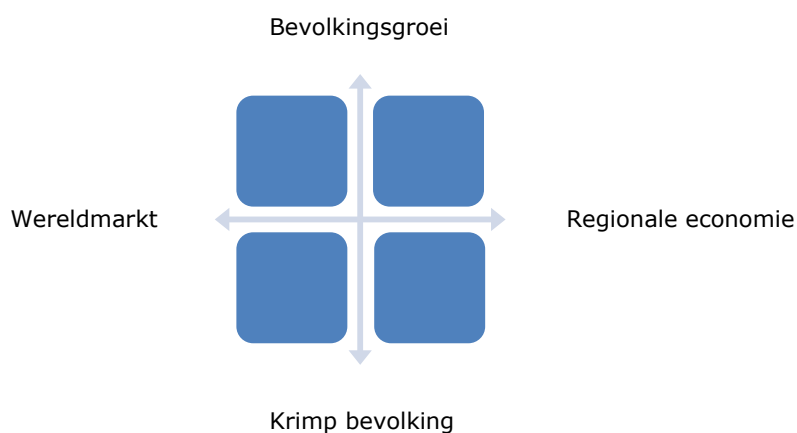 Bevolkingsgroei
Wereldmarkt
Regionale economie
Krimp bevolking